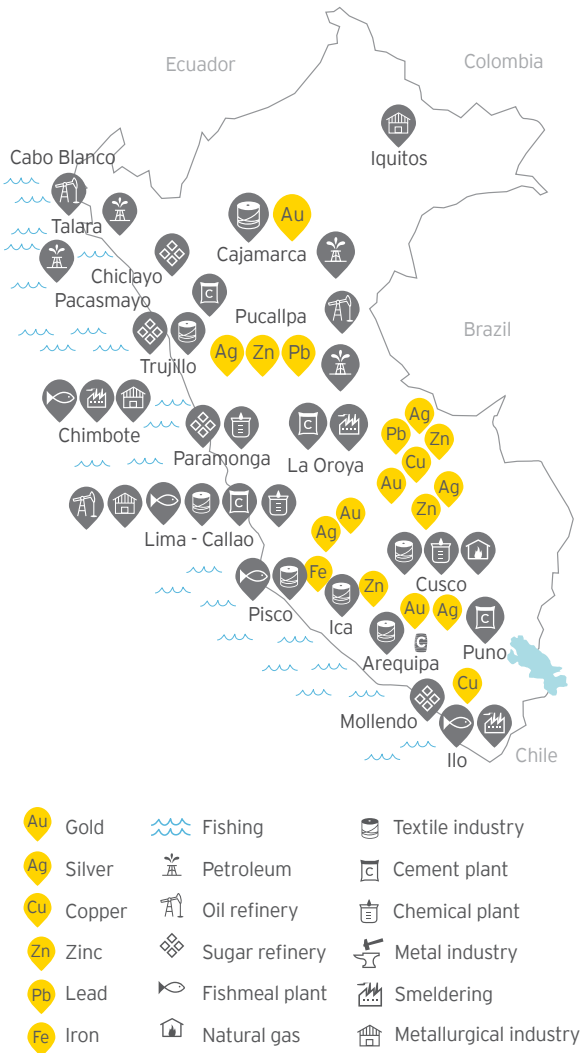 Ecuador
Colombia
Iquitos
Cabo Blanco
Talara
Au
Cajamarca
Chiclayo
Pacasmayo
C
Pucallpa
Brazil
Trujillo
Ag Zn Pb
Chimbote
Paramonga
C
La Oroya
Ag
Pb
Zn
Cu
Au
Ag
Zn
C
Lima - Callao
Au
Ag
Cusco
Fe
Pisco
Zn
Ica
Au
Ag
C
Puno
C
Arequipa
Cu
Mollendo
Ilo
Chile
Au Gold
Fishing
Textile industry
Ag Silver
Petroleum
C Cement plant
Cu Copper
Oil refinery
Chemical plant
Zn Zinc
Sugar refinery
Metal industry
Pb Lead
Fishmeal plant
Smeldering
Fe Iron
Natural gas
Metallurgical industry